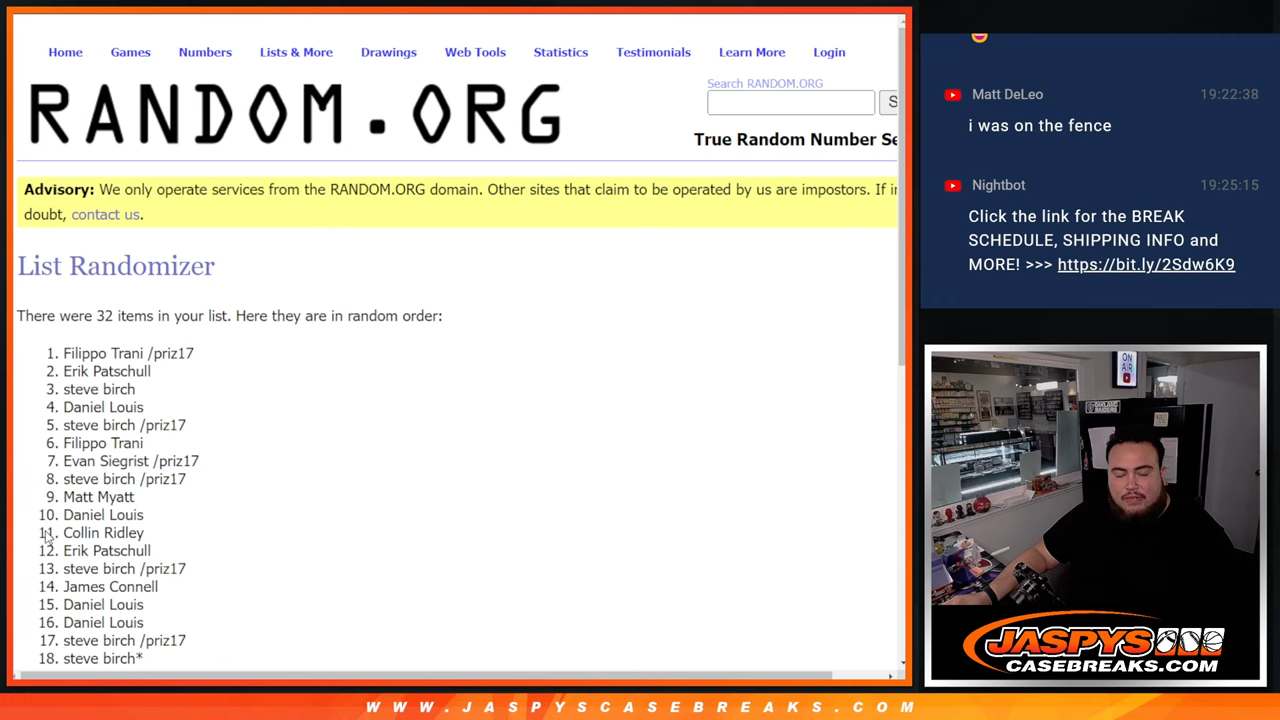 Home Games Numbers Lists & More Drawings Web Tools Statistics Testimonials Learn More Login
RANDOM.ORG
Search RANDOM.ORG
True Random Number Se
Advisory: We only operate services from the RANDOM.ORG domain. Other sites that claim to be operated by us are impostors. If in
doubt, contact us.
List Randomizer
There were 32 items in your list. Here they are in random order:
1. Filippo Trani /priz17
2. Erik Patschull
3. steve birch
4. Daniel Louis
5. steve birch /priz17
6. Filippo Trani
7. Evan Siegrist /priz17
8. steve birch /priz17
9. Matt Myatt
10. Daniel Louis
11. Collin Ridley
12. Erik Patschull
13. steve birch /priz17
14. James Connell
15. Daniel Louis
16. Daniel Louis
17. steve birch /priz17
18. steve birch*
Matt DeLeo 19:22:38
i was on the fence
Nightbot 19:25:15
Click the link for the BREAK
SCHEDULE, SHIPPING INFO and
MORE! >>> https://bit.ly/2Sdw6K9
ON
AIR
OAKLAND
RAIDERS
JASPYS
CASEBREAKS.COM
WWW.JASPYSCASEBREAKS.COM